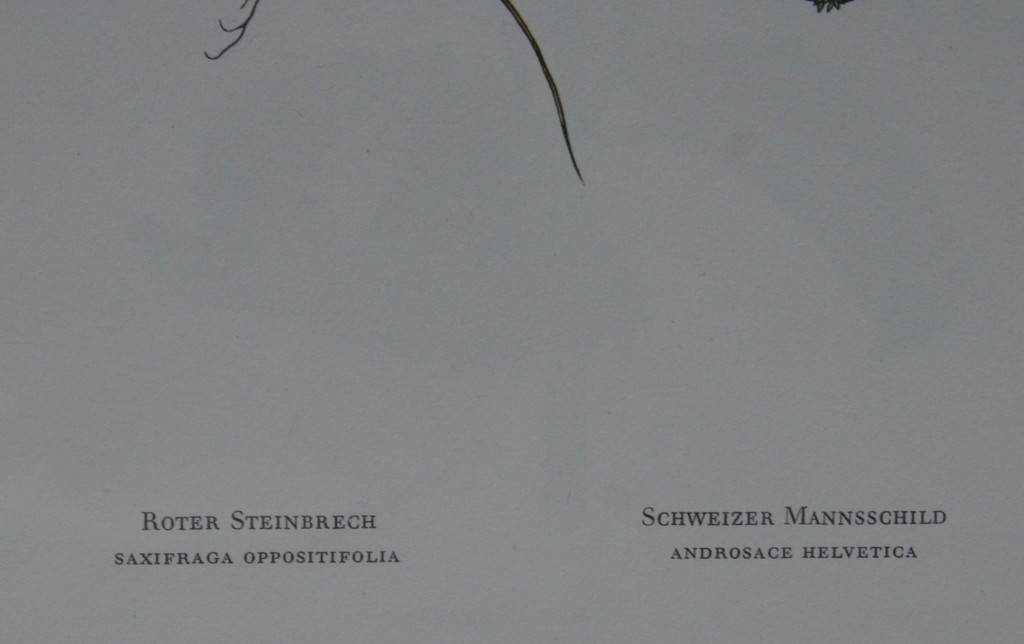 Roter Steinbrech
saxifraga oppositifolia
Schweizer Mannsschild
androsace helvetica